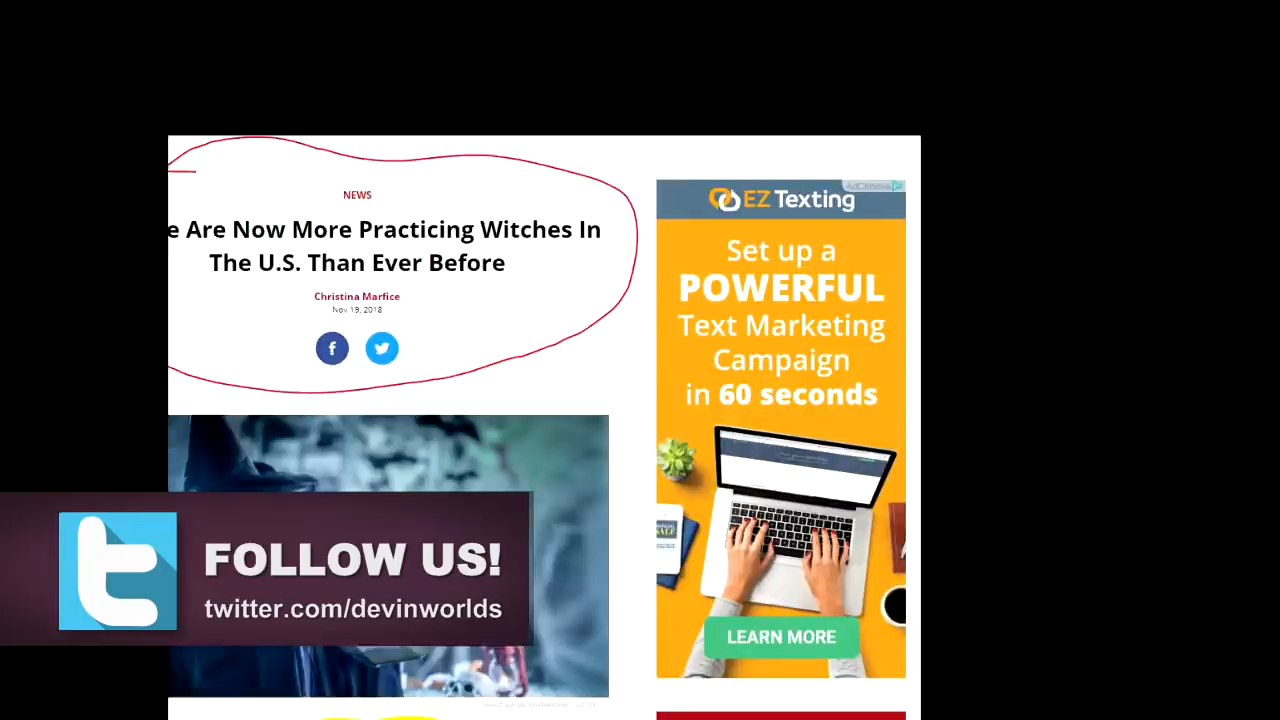 NEWS
e Are Now More Practicing Witches In
The U.S. Than Ever Before
Christina Marfice
Nov 19, 2018
f
EZ Texting
Set up a
POWERFUL
Text Marketing
Campaign
in 60 seconds
LEARN MORE
FOLLOW US!
twitter.com/devinworlds